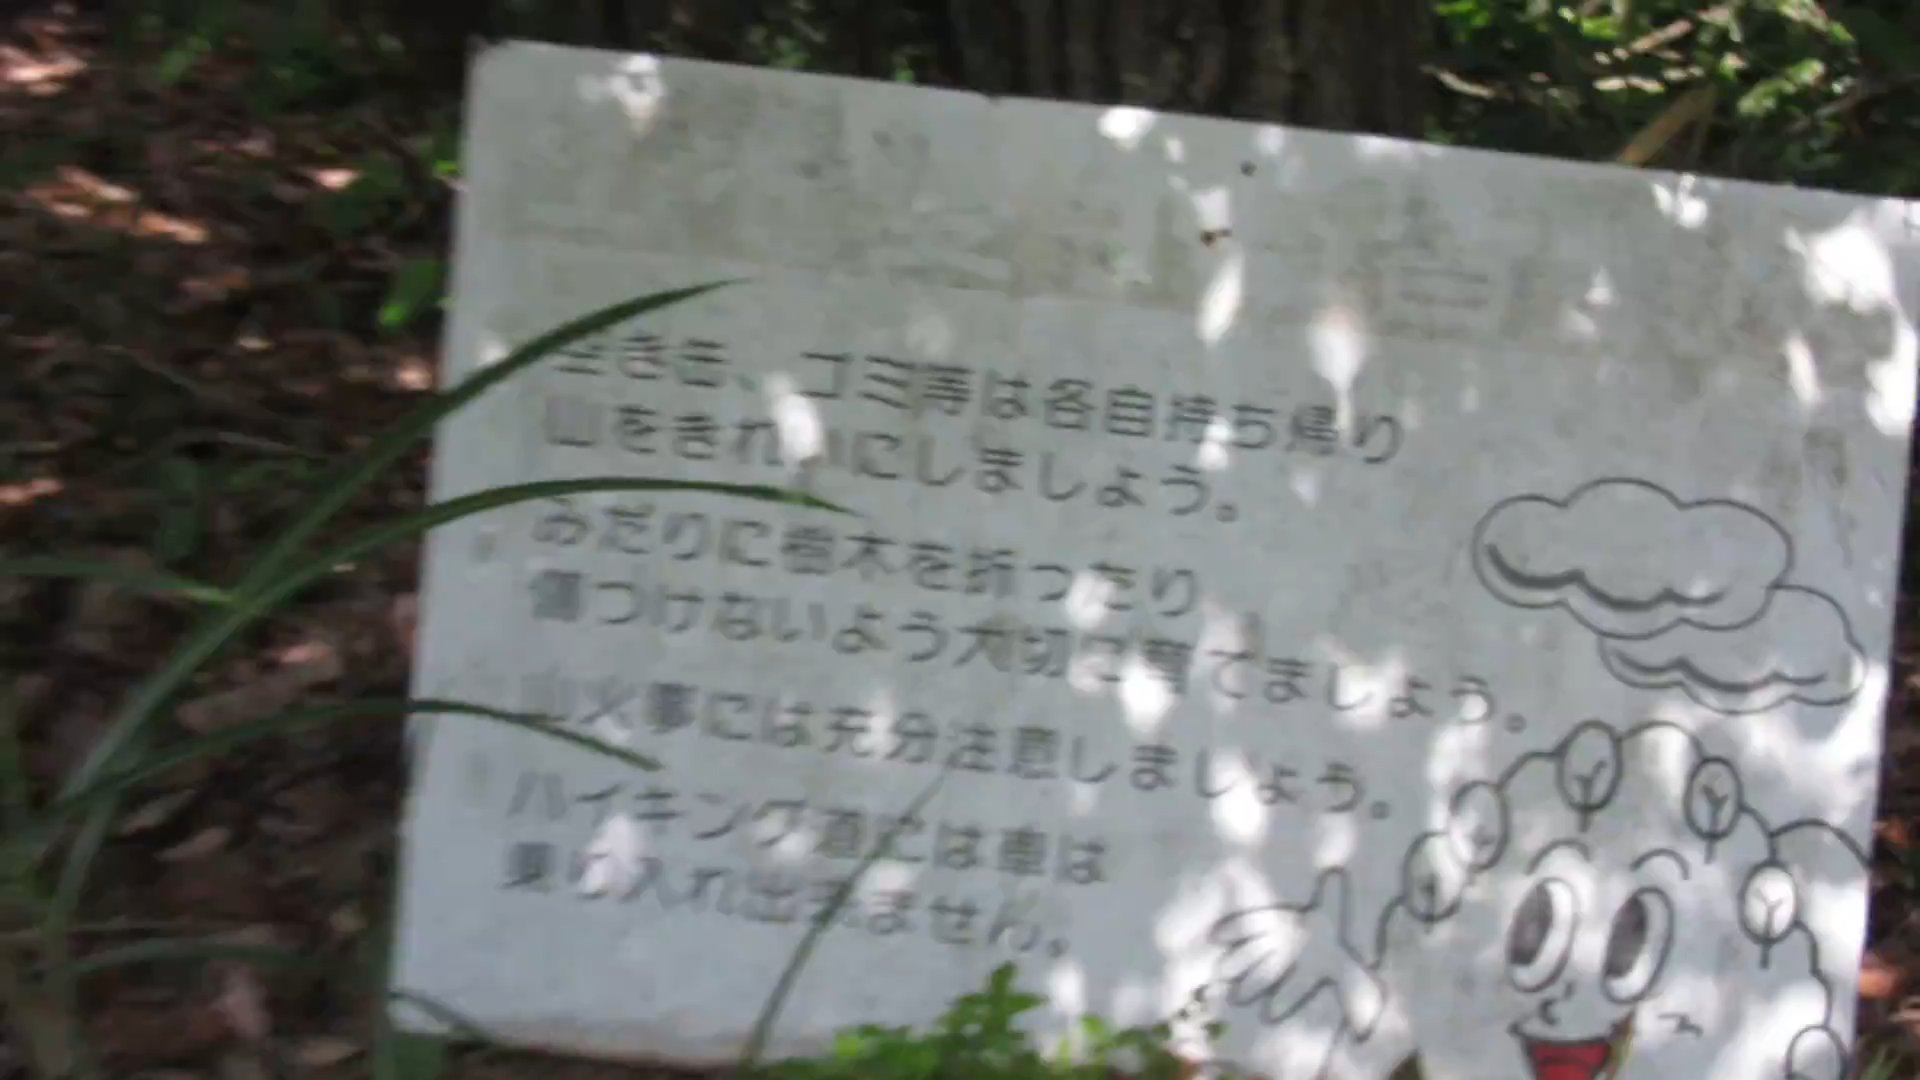 空き缶、ゴミ等は各自持ち帰り
山をきれいにしましょう。
みだりに樹木を折ったり
傷つけないよう大切に育てましょう。
山火事には充分注意しましょう。
ハイキング道には車は
乗り入れ出来ません。